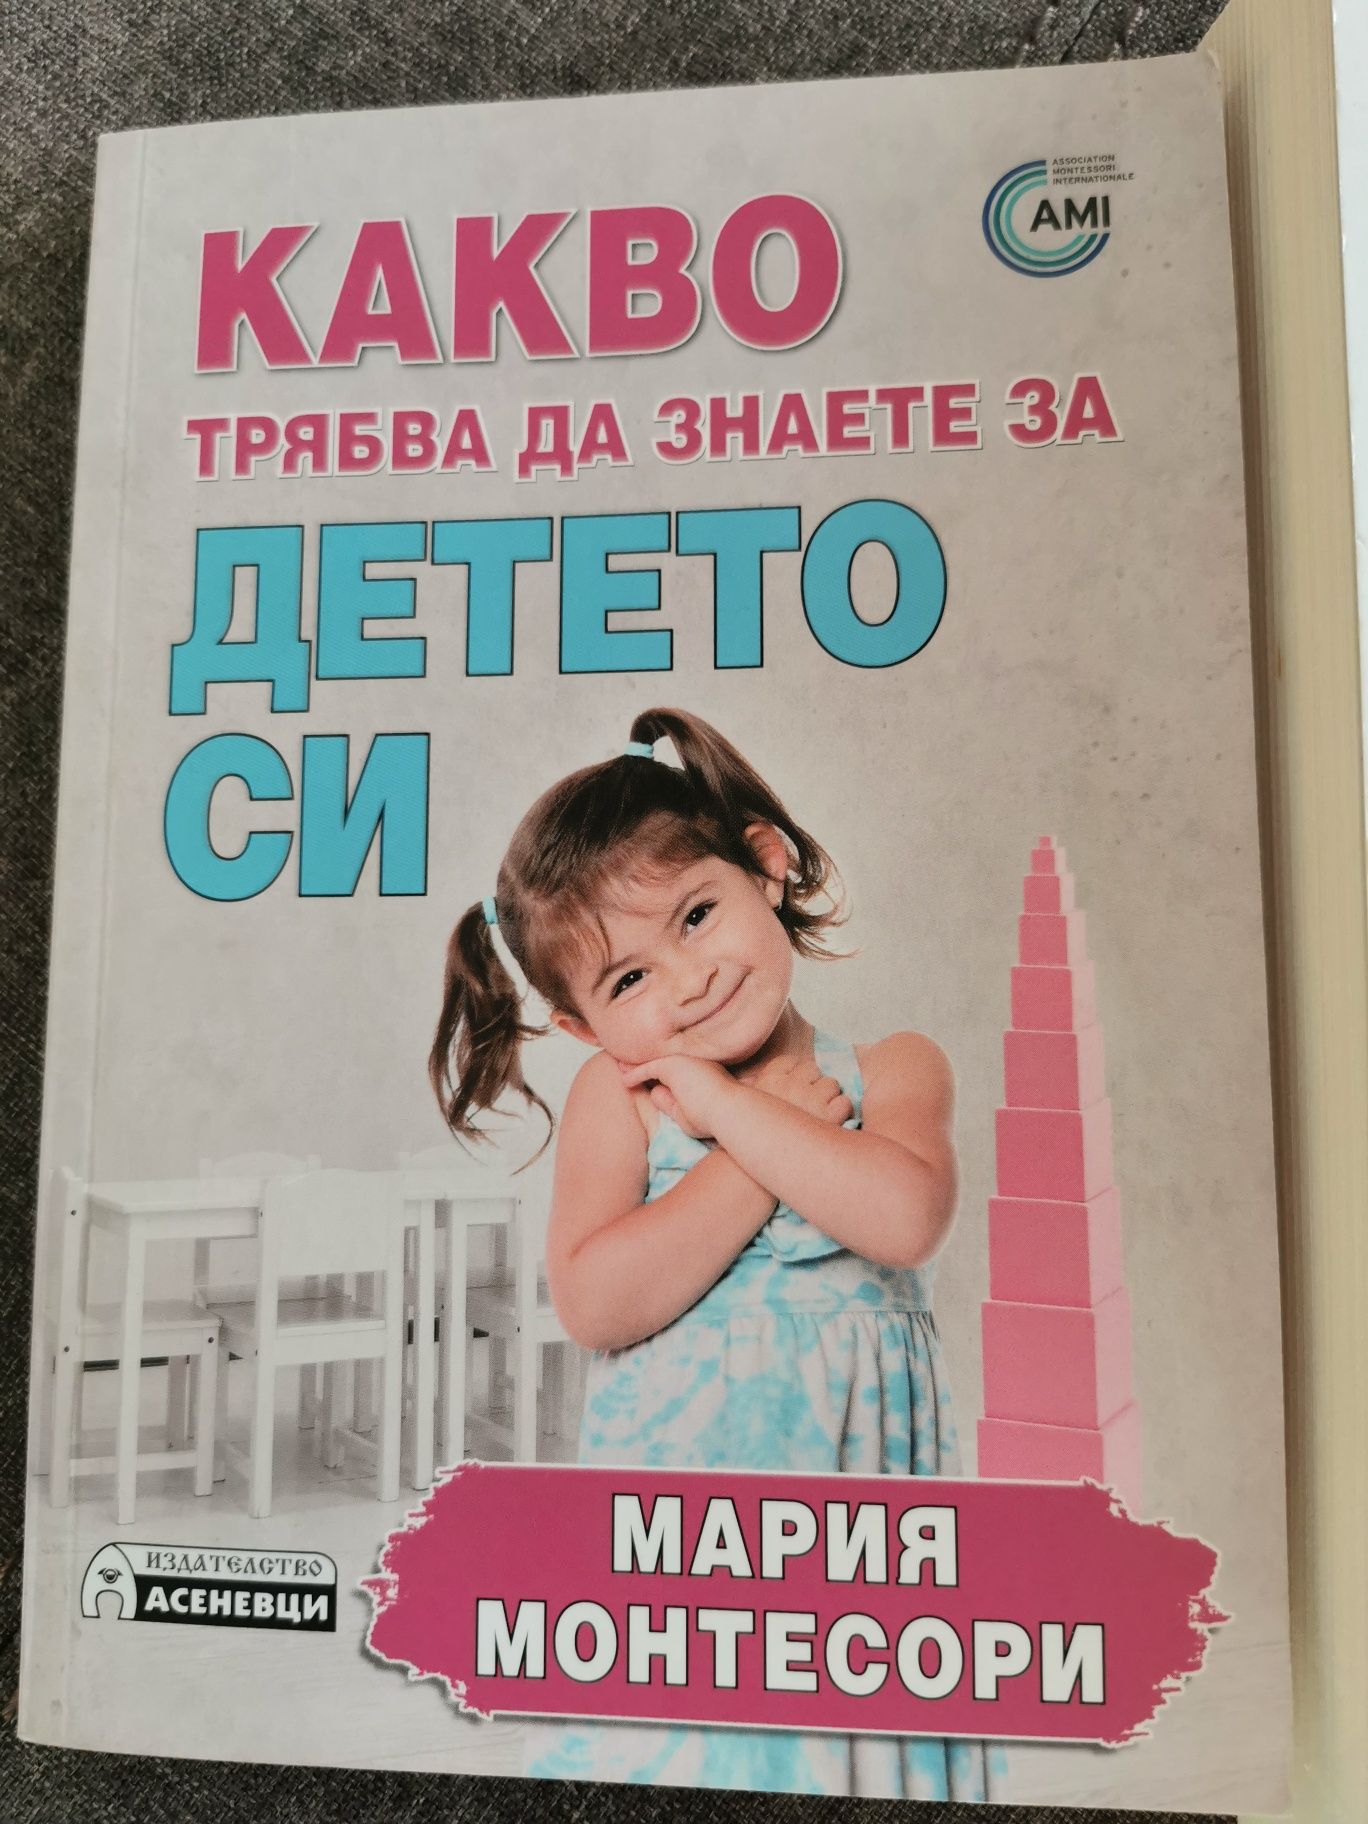 ASSOCIATION
MONTESSORI
INTERNATIONALE
AMI
КАКВО
ТРЯБВА ДА ЗНАЕТЕ ЗА
ДЕТЕТО
СИ
ИЗДАТЕЛСТВО
АСЕНЕВЦИ
МАРИЯ
МОНТЕСОРИ